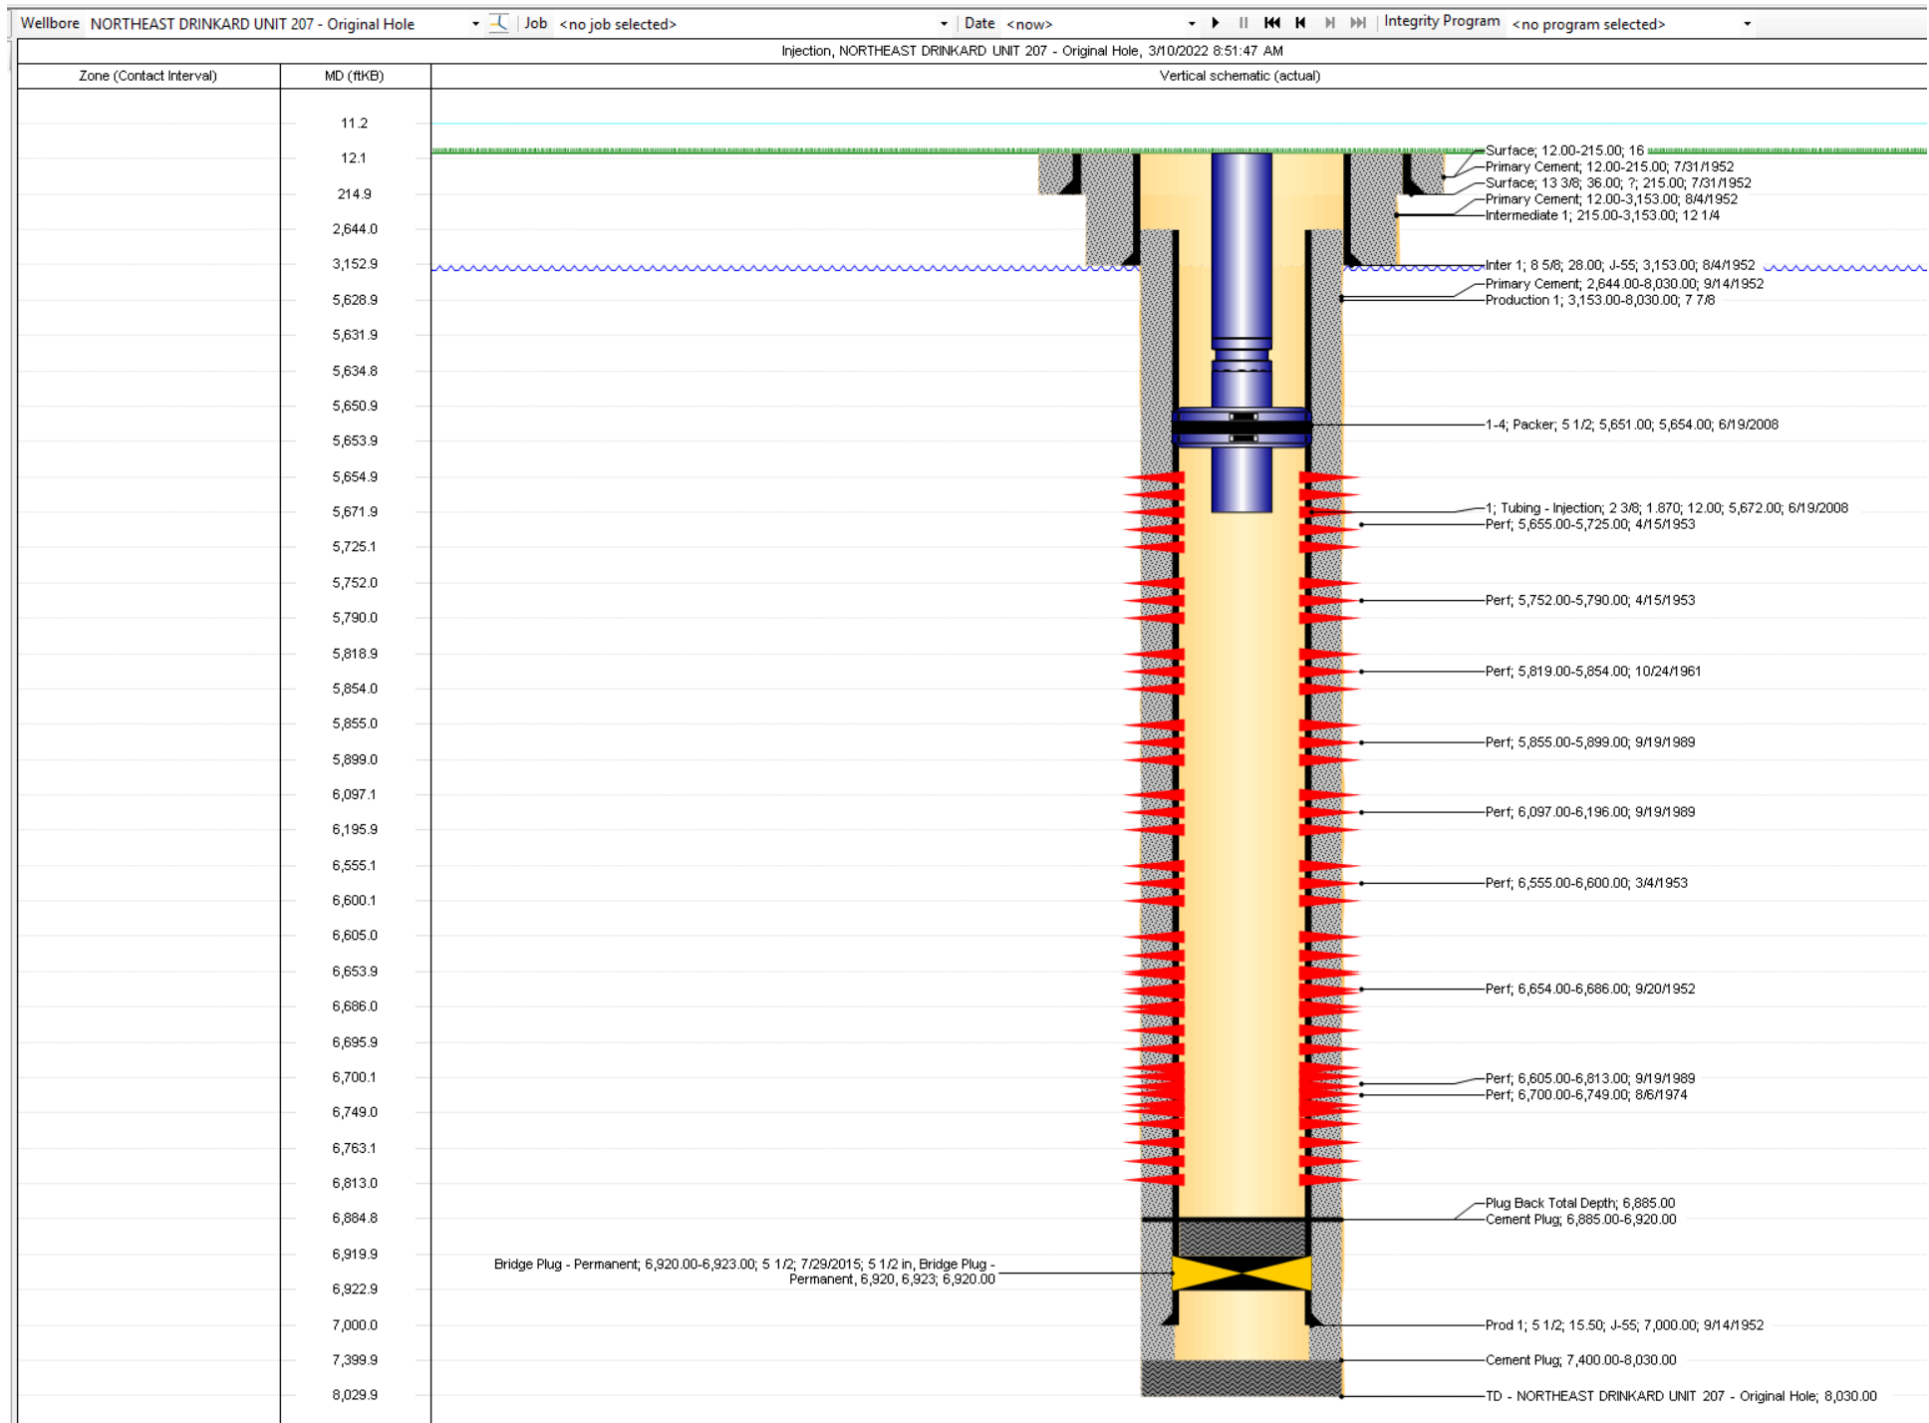 Wellbore NORTHEAST DRINKARD UNIT 207 - Original Hole Job <no job selected> Date <now> Integrity Program <no program selected>
Injection, NORTHEAST DRINKARD UNIT 207 - Original Hole, 3/10/2022 8:51:47 AM
Zone (Contact Interval) MD (ftKB) Vertical schematic (actual)
11.2
12.1
214.9
2,644.0
3,152.9
5,628.9
5,631.9
5,634.8
5,650.9
5,653.9
5,654.9
5,671.9
5,725.1
5,752.0
5,790.0
5,818.9
5,854.0
5,855.0
5,899.0
6,097.1
6,195.9
6,555.1
6,600.1
6,605.0
6,653.9
6,686.0
6,695.9
6,700.1
6,749.0
6,763.1
6,813.0
6,884.8
6,919.9
6,922.9
7,000.0
7,399.9
8,029.9
Surface; 12.00-215.00; 16
Primary Cement; 12.00-215.00; 7/31/1952
Surface; 13 3/8; 36.00; ?; 215.00; 7/31/1952
Primary Cement; 12.00-3,153.00; 8/4/1952
Intermediate 1; 215.00-3,153.00; 12 1/4
Inter 1; 8 5/8; 28.00; J-55; 3,153.00; 8/4/1952
Primary Cement; 2,644.00-8,030.00; 9/14/1952
Production 1; 3,153.00-8,030.00; 7 7/8
1-4; Packer; 5 1/2; 5,651.00; 5,654.00; 6/19/2008
1; Tubing - Injection; 2 3/8; 1.870; 12.00; 5,672.00; 6/19/2008
Perf; 5,655.00-5,725.00; 4/15/1953
Perf; 5,752.00-5,790.00; 4/15/1953
Perf; 5,819.00-5,854.00; 10/24/1961
Perf; 5,855.00-5,899.00; 9/19/1989
Perf; 6,097.00-6,196.00; 9/19/1989
Perf; 6,555.00-6,600.00; 3/4/1953
Perf; 6,654.00-6,686.00; 9/20/1952
Perf; 6,605.00-6,813.00; 9/19/1989
Perf; 6,700.00-6,749.00; 8/6/1974
Plug Back Total Depth; 6,885.00
Cement Plug; 6,885.00-6,920.00
Bridge Plug - Permanent; 6,920.00-6,923.00; 5 1/2; 7/29/2015; 5 1/2 in, Bridge Plug -
Permanent, 6,920, 6,923; 6,920.00
Prod 1; 5 1/2; 15.50; J-55; 7,000.00; 9/14/1952
Cement Plug; 7,400.00-8,030.00
TD - NORTHEAST DRINKARD UNIT 207 - Original Hole; 8,030.00